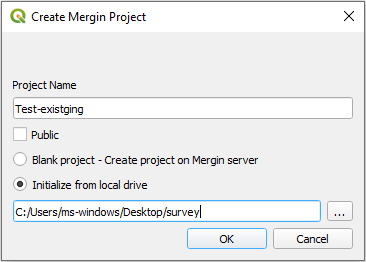 Create Mergin Project
Project Name
Test-existging
Public
Blank project - Create project on Mergin server
Initialize from local drive
C:/Users/ms-windows/Desktop/survey
...
OK
Cancel